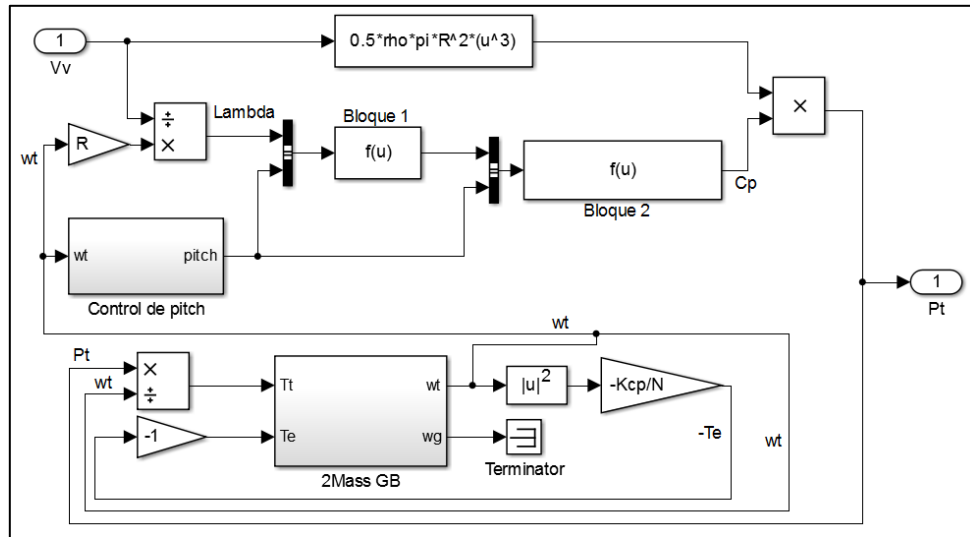 1
Vv
0.5*rho*pi*R^2*(u^3)
÷
×
Lambda
R
wt
Bloque 1
f(u)
f(u)
Bloque 2
Cp
×
wt
pitch
Control de pitch
1
Pt
wt
Pt
wt
×
÷
-1
Tt
Te
wt
wg
2Mass GB
|u|^2
-Kcp/N
-Te
wt
Terminator